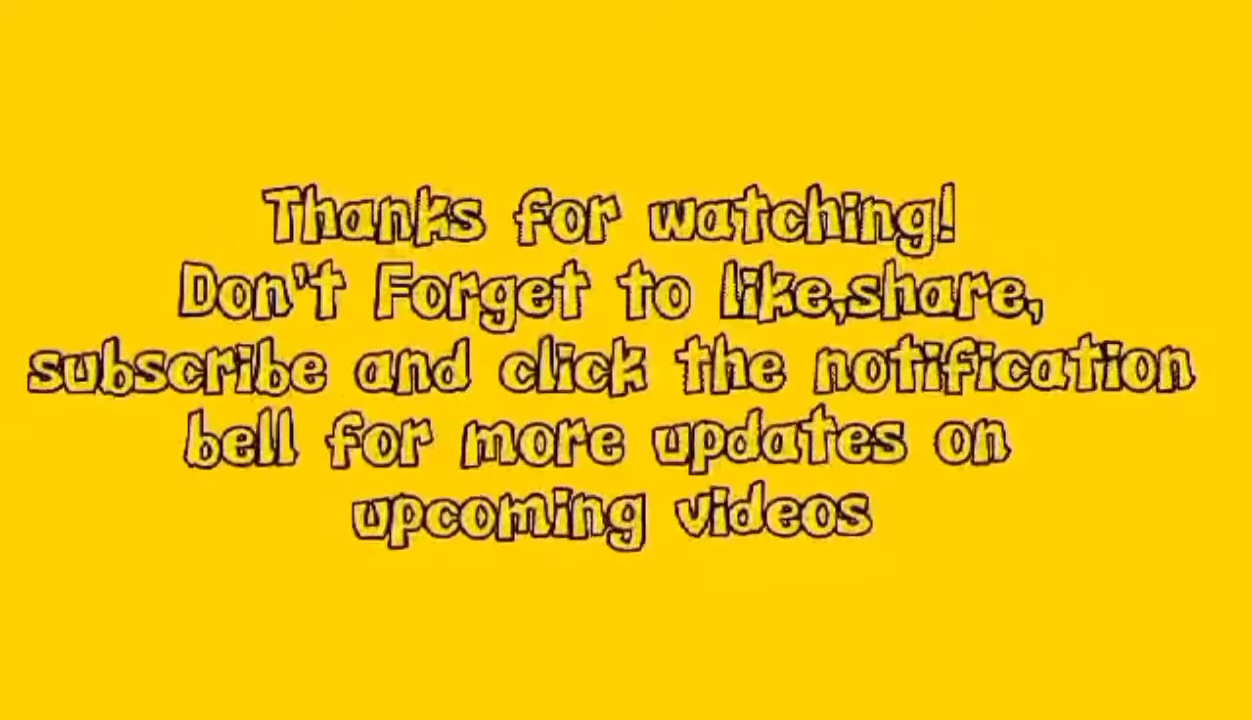 Thanks for watching!
Don't Forget to like,share,
subscribe and click the notification
bell for more updates on
upcoming videos